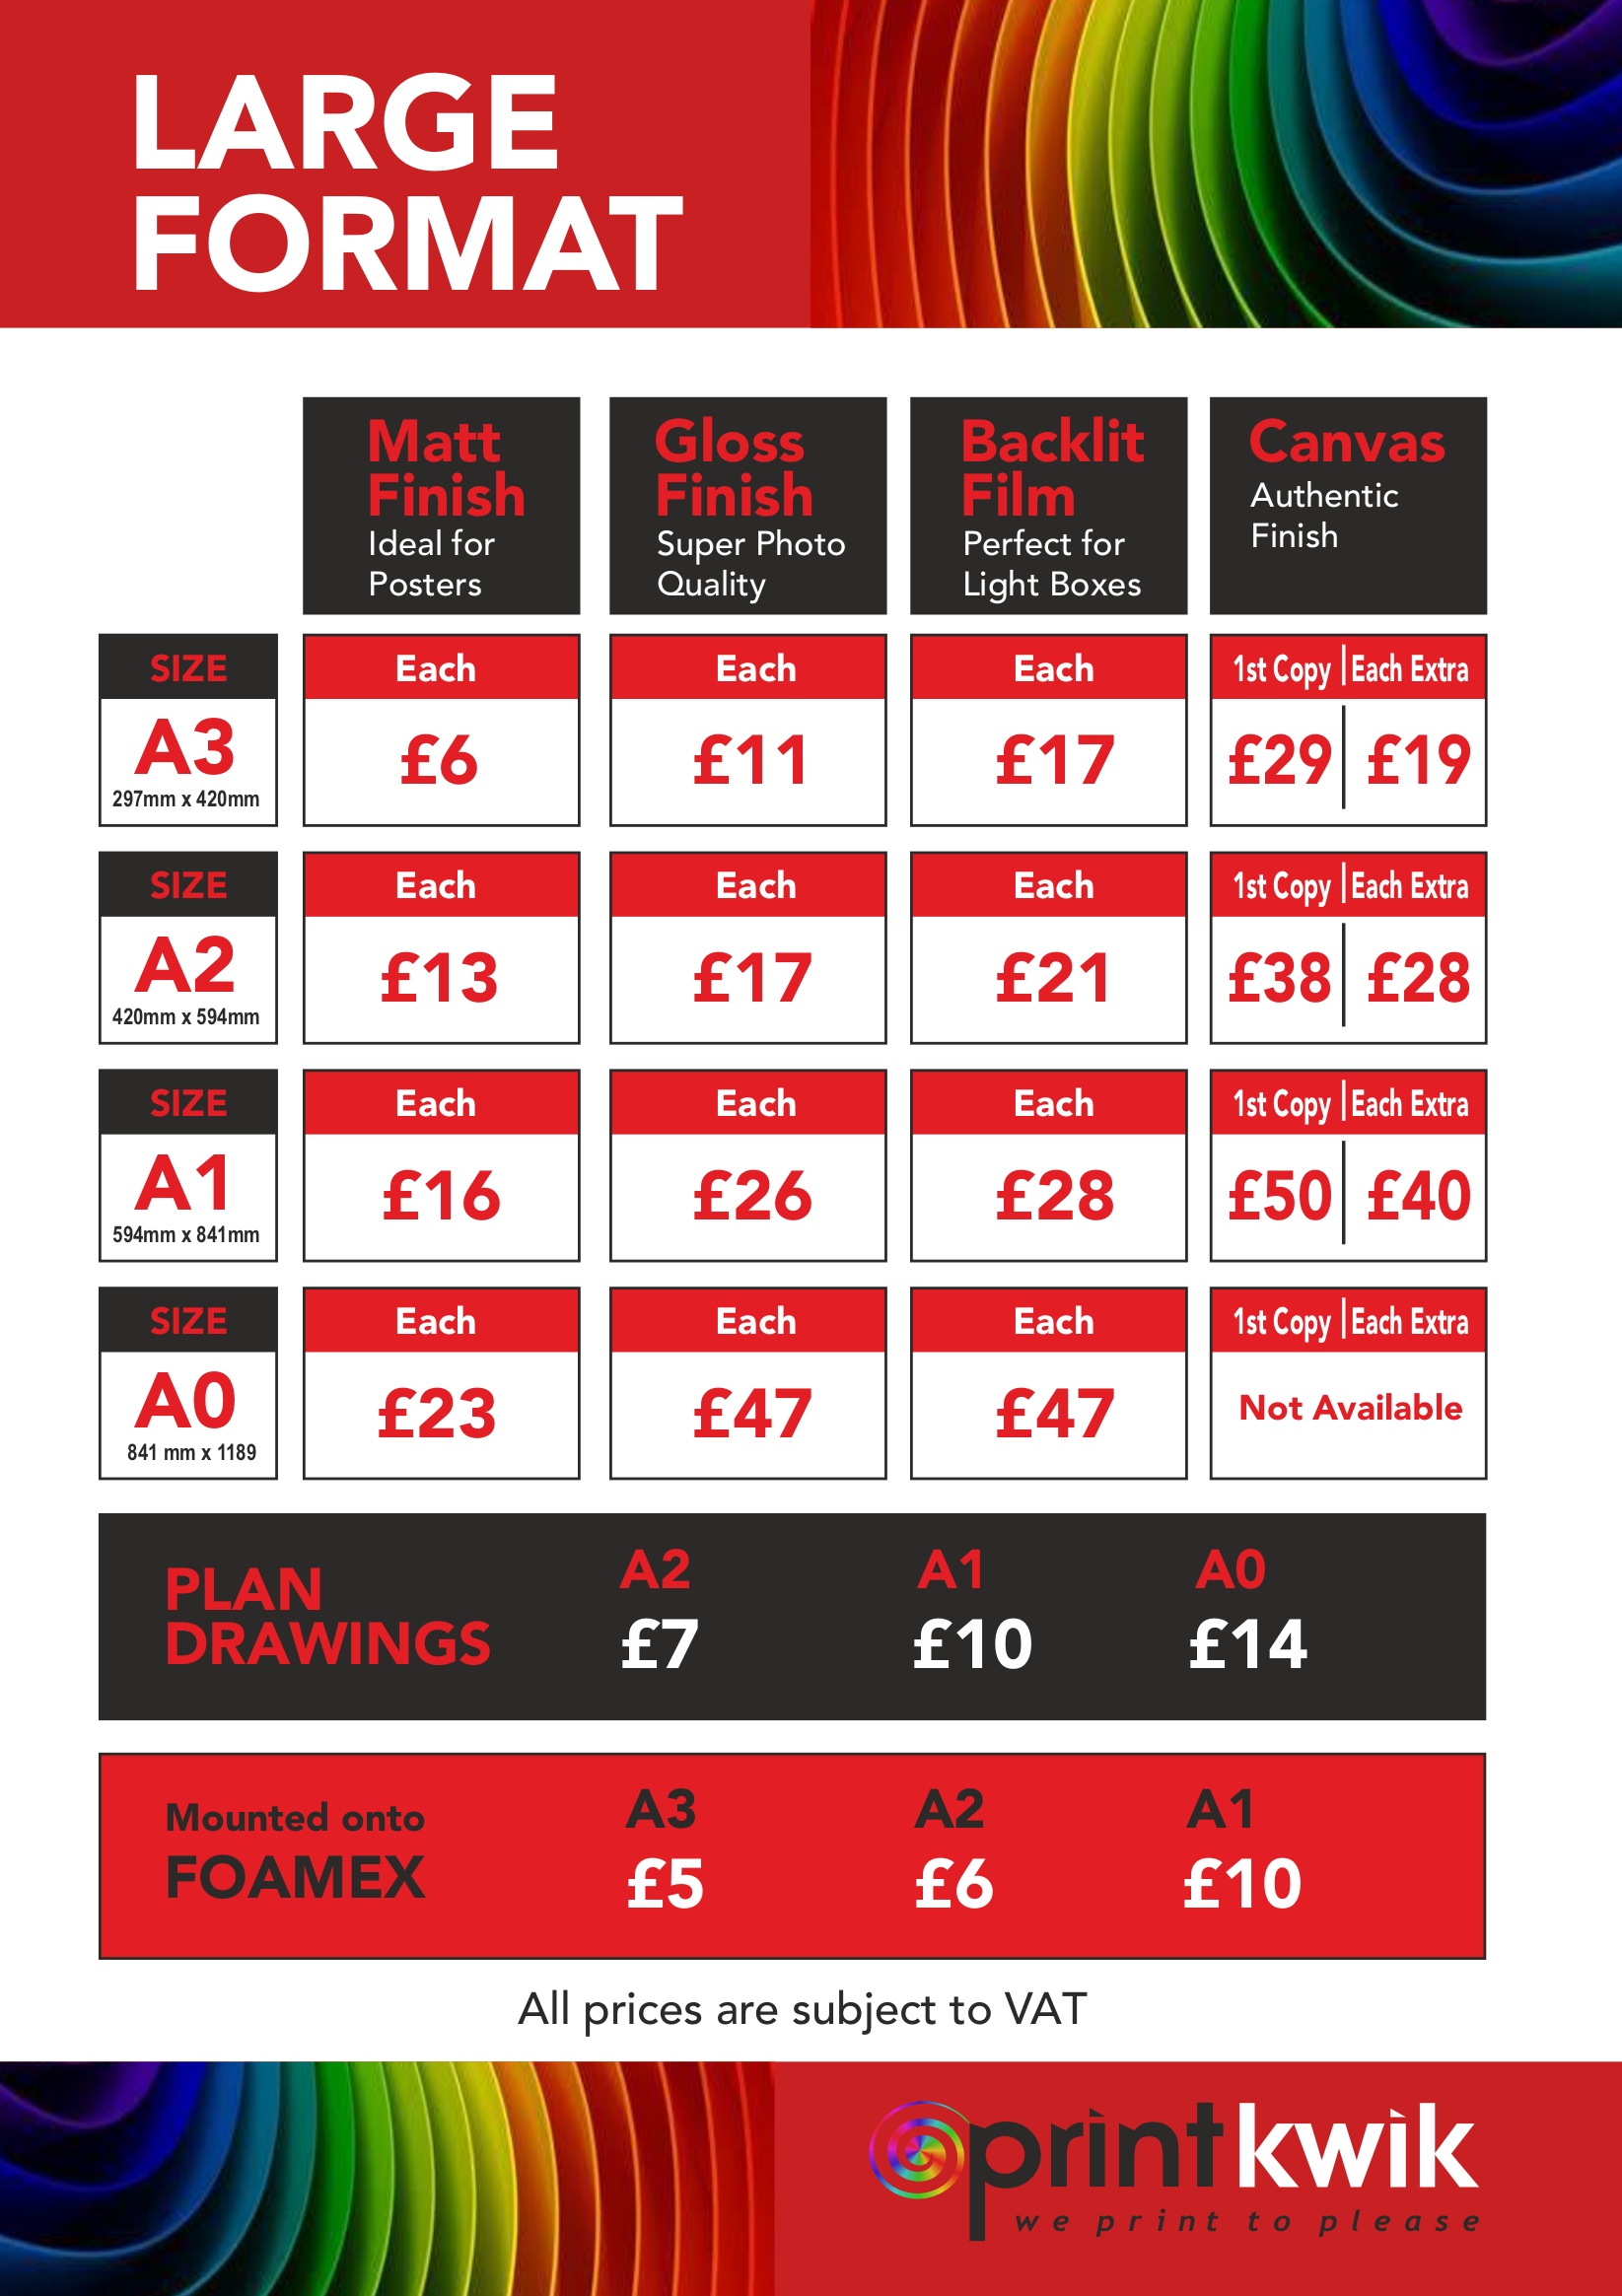 LARGE
FORMAT
Matt
Finish
Ideal for
Posters
Gloss
Finish
Super Photo
Quality
Backlit
Film
Perfect for
Light Boxes
Canvas
Authentic
Finish
SIZE
A3
297mm x 420mm
Each
£6
Each
£11
Each
£17
1st Copy | Each Extra
£29 | £19
SIZE
A2
420mm x 594mm
Each
£13
Each
£17
Each
£21
1st Copy | Each Extra
£38 | £28
SIZE
A1
594mm x 841mm
Each
£16
Each
£26
Each
£28
1st Copy | Each Extra
£50 | £40
SIZE
A0
841 mm x 1189
Each
£23
Each
£47
Each
£47
1st Copy | Each Extra
Not Available
PLAN
DRAWINGS
A2
£7
A1
£10
A0
£14
Mounted onto
FOAMEX
A3
£5
A2
£6
A1
£10
All prices are subject to VAT
printkwik
we print to please